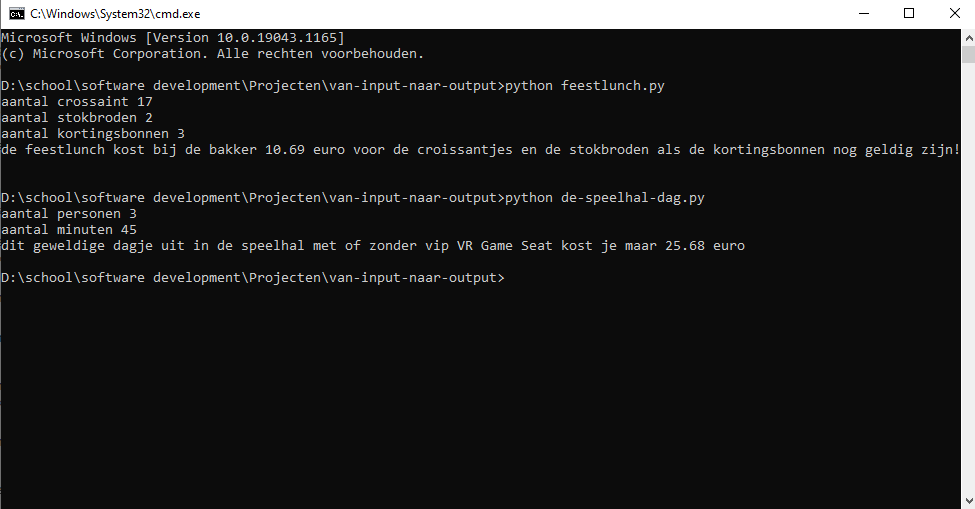 C:\Windows\System32\cmd.exe
Microsoft Windows [Version 10.0.19043.1165]
(c) Microsoft Corporation. Alle rechten voorbehouden.
D:\school\software development\Projecten\van-input-naar-output>python feestlunch.py
aantal crossaint 17
aantal stokbroden 2
aantal kortingsbonnen 3
de feestlunch kost bij de bakker 10.69 euro voor de croissantjes en de stokbroden als de kortingsbonnen nog geldig zijn!
D:\school\software development\Projecten\van-input-naar-output>python de-speelhal-dag.py
aantal personen 3
aantal minuten 45
dit geweldige dagje uit in de speelhal met of zonder vip VR Game Seat kost je maar 25.68 euro
D:\school\software development\Projecten\van-input-naar-output>